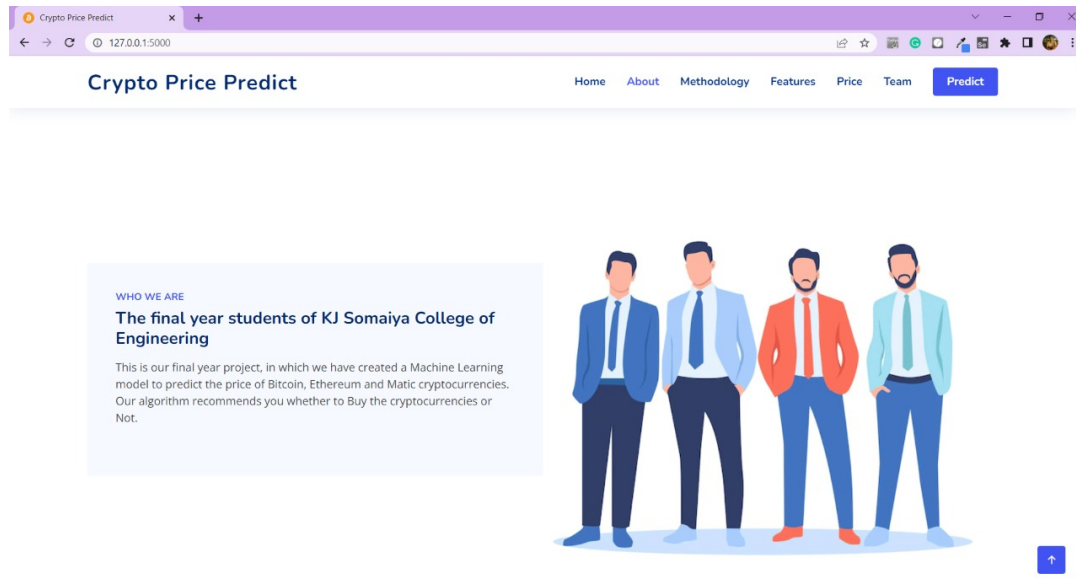 Crypto Price Predict
127.0.0.1:5000
Crypto Price Predict
Home About Methodology Features Price Team Predict
WHO WE ARE
The final year students of KJ Somaiya College of
Engineering
This is our final year project, in which we have created a Machine Learning
model to predict the price of Bitcoin, Ethereum and Matic cryptocurrencies.
Our algorithm recommends you whether to Buy the cryptocurrencies or
Not.